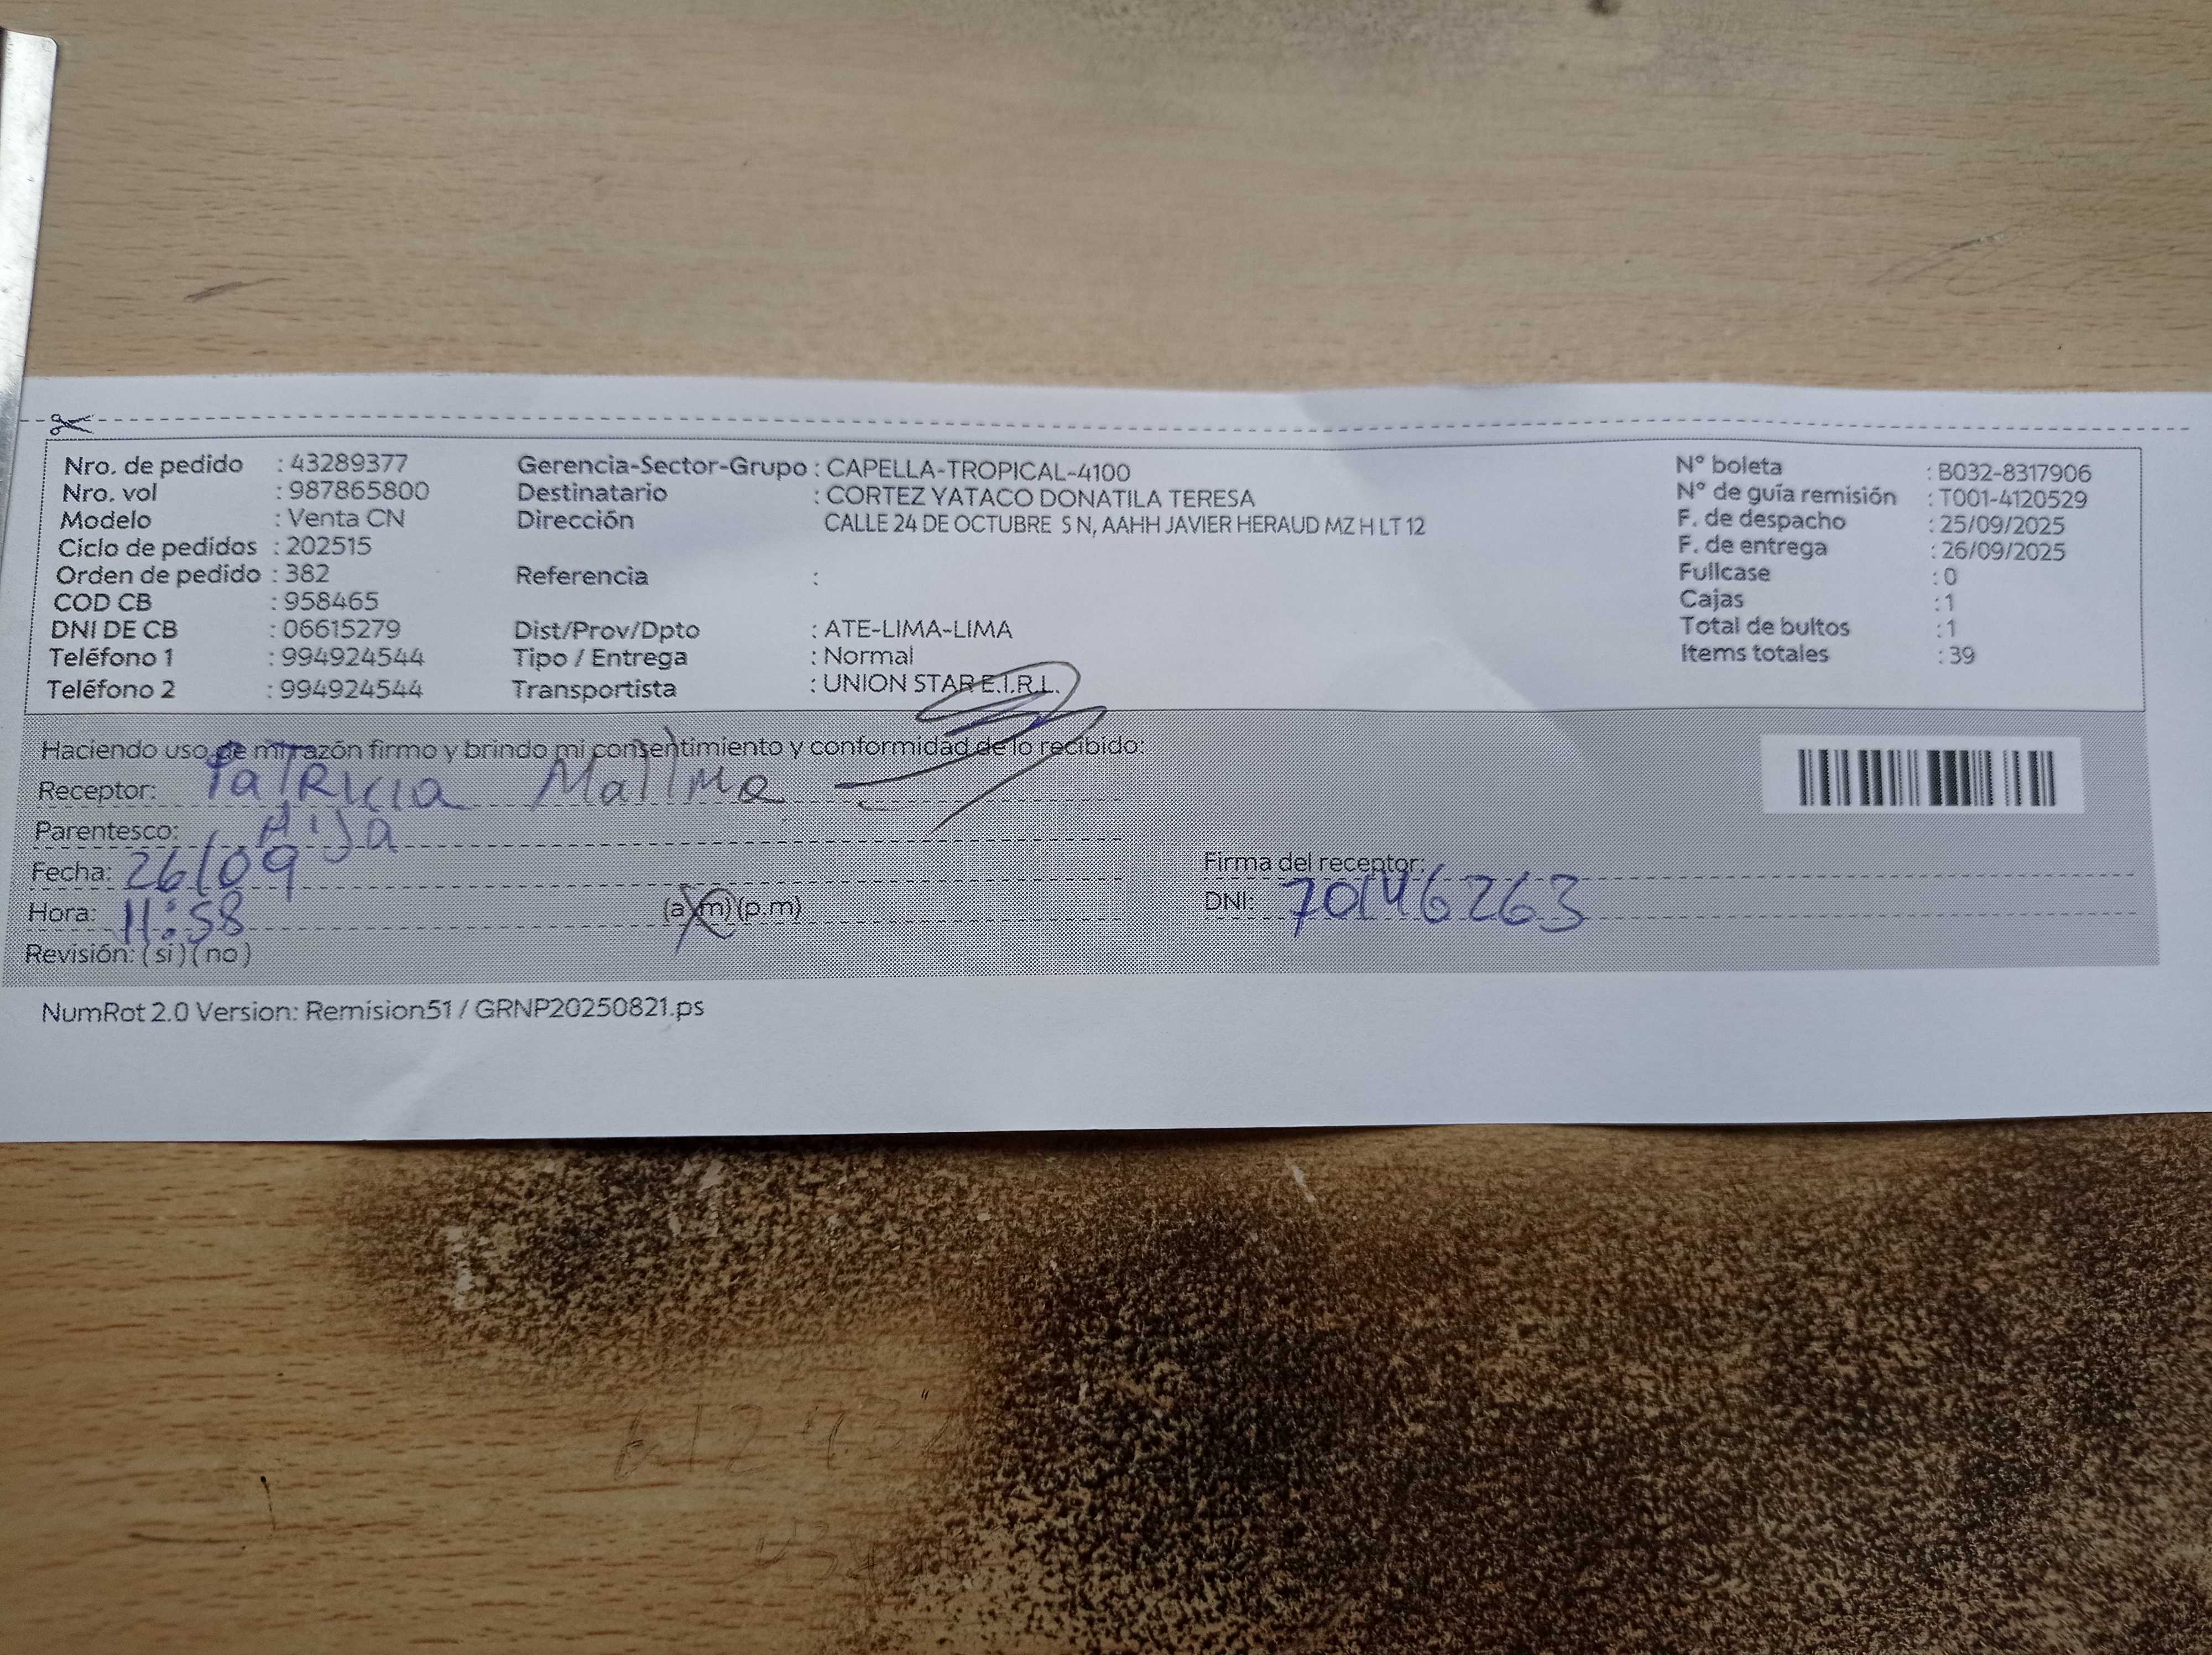 Nro. de pedido : 43289377 Gerencia-Sector-Grupo : CAPELLA-TROPICAL-4100 N° boleta : B032-8317906
Nro. vol : 987865800 Destinatario : CORTEZ YATACO DONATILA TERESA N° de guía remisión : T001-4120529
Modelo : Venta CN Dirección CALLE 24 DE OCTUBRE S N, AAHH JAVIER HERAUD MZ H LT 12 F. de despacho : 25/09/2025
Ciclo de pedidos : 202515 F. de entrega : 26/09/2025
Orden de pedido : 382 Referencia : Fullcase : 0
COD CB : 958465 Cajas : 1
DNI DE CB : 06615279 Dist/Prov/Dpto : ATE-LIMA-LIMA Total de bultos : 1
Teléfono 1 : 994924544 Tipo / Entrega : Normal Items totales : 39
Teléfono 2 : 994924544 Transportista : UNION STAR E.I.R.L.
Haciendo uso de mi razón firmo y brindo mi consentimiento y conformidad de lo recibido:
Receptor: Patricia Mallma
Parentesco: Hija
Fecha: 26/09 Firma del receptor:
Hora: 11:58 (a.m) (p.m) DNI: 70146263
Revisión: (si) (no)
NumRot 2.0 Version: Remision51 / GRNP20250821.ps